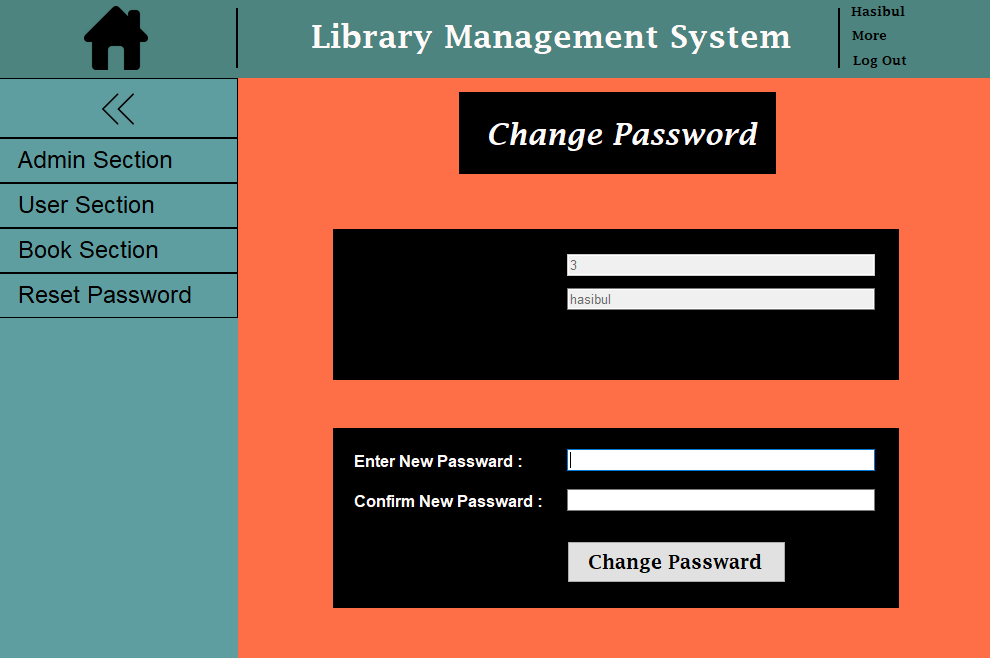 Library Management System
Hasibul
More
Log Out
Admin Section
User Section
Book Section
Reset Password
Change Password
3
hasibul
Enter New Password :
Confirm New Password :
Change Passward